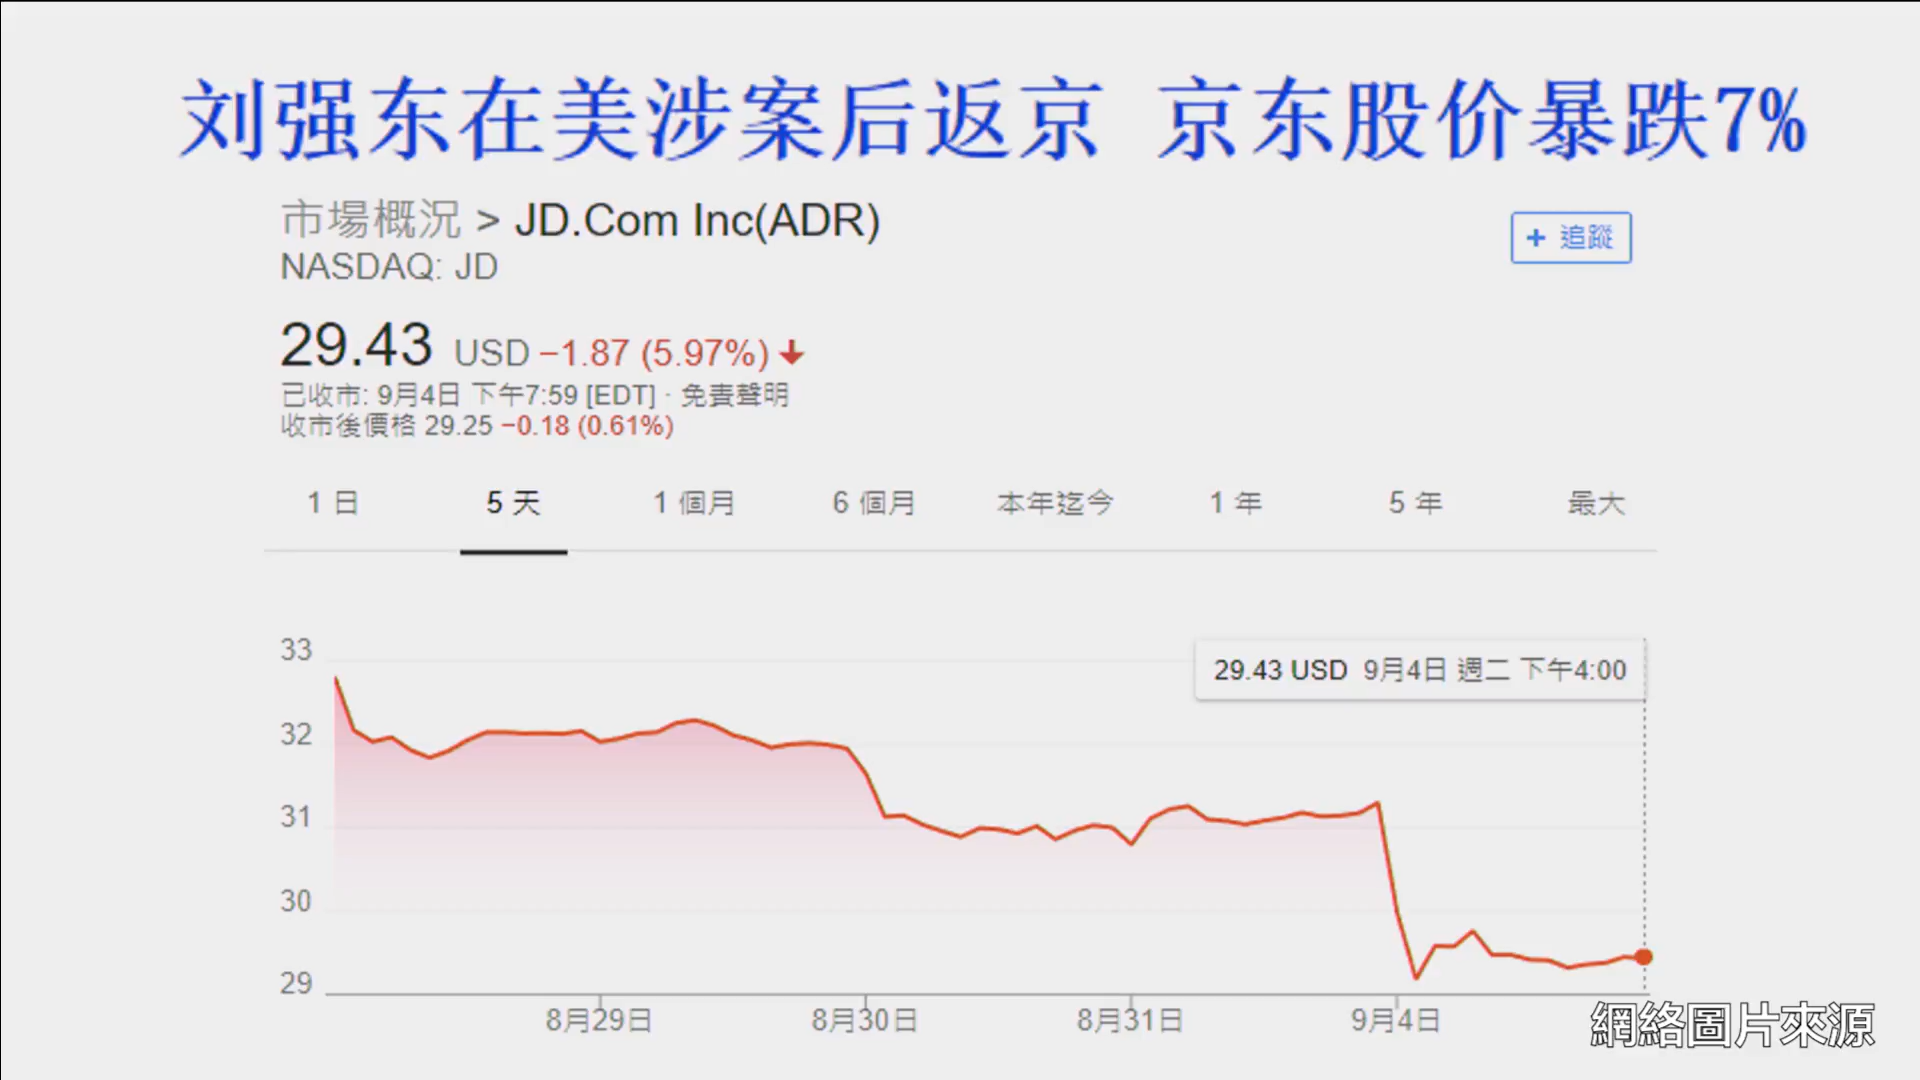 刘强东在美涉案后返京 京东股价暴跌7%
市場概況 > JD.Com Inc(ADR)
NASDAQ: JD
+ 追蹤
29.43 USD −1.87 (5.97%)
已收市: 9月4日 下午7:59 [EDT] · 免責聲明
收市後價格 29.25 −0.18 (0.61%)
1 日 5 天 1 個月 6 個月 本年迄今 1 年 5 年 最大
29.43 USD 9月4日 週二 下午4:00
33
32
31
30
29
8月29日 8月30日 8月31日 9月4日
網絡圖片來源